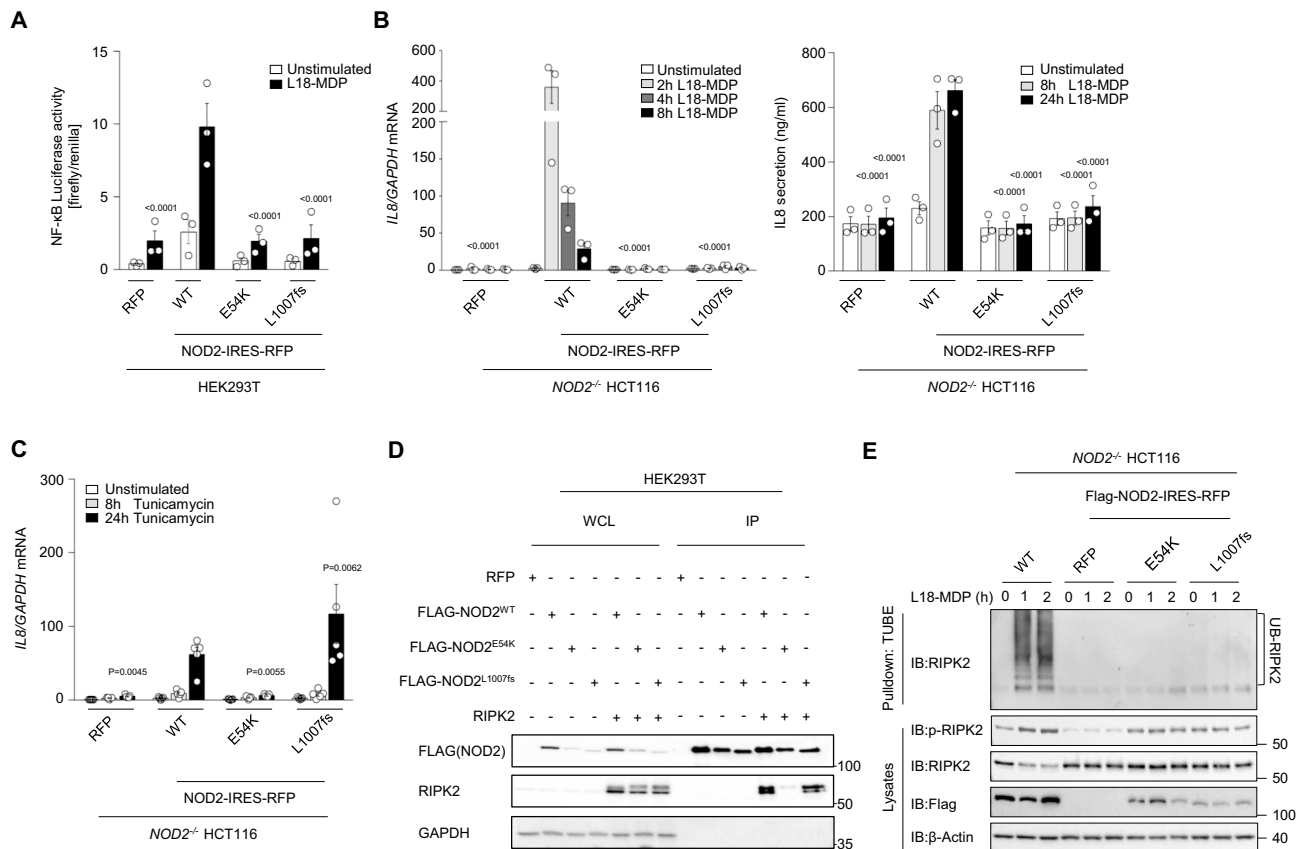 A
NF-κB Luciferase activity
[firefly/renilla]
15
10
5
0
Unstimulated
L18-MDP
<0.0001
<0.0001
<0.0001
RFP
WT
E54K
L1007fs
NOD2-IRES-RFP
HEK293T
B
IL8/GAPDH mRNA
600
400
200
150
100
50
0
Unstimulated
2h L18-MDP
4h L18-MDP
8h L18-MDP
<0.0001
<0.0001
<0.0001
RFP
WT
E54K
L1007fs
NOD2-IRES-RFP
NOD2-/- HCT116
IL8 secretion (ng/ml)
800
600
400
200
0
Unstimulated
8h L18-MDP
24h L18-MDP
<0.0001
<0.0001
<0.0001
<0.0001
<0.0001
<0.0001
RFP
WT
E54K
L1007fs
NOD2-IRES-RFP
NOD2-/- HCT116
C
IL8/GAPDH mRNA
300
200
100
0
Unstimulated
8h Tunicamycin
24h Tunicamycin
P=0.0045
P=0.0055
P=0.0062
RFP
WT
E54K
L1007fs
NOD2-IRES-RFP
NOD2-/- HCT116
D
HEK293T
WCL IP
RFP + - - - - - - + - - - - - -
FLAG-NOD2WT - + - - + - - - + - - + - -
FLAG-NOD2E54K - - + - - + - - - + - - + -
FLAG-NOD2L1007fs - - - + - - + - - - + - - +
RIPK2 - - - - + + + - - - - + + +
FLAG(NOD2)
100
RIPK2
50
GAPDH
35
E
NOD2-/- HCT116
Flag-NOD2-IRES-RFP
WT RFP E54K L1007fs
L18-MDP (h) 0 1 2 0 1 2 0 1 2 0 1 2
Pulldown: TUBE
IB:RIPK2
UB-RIPK2
Lysates
IB:p-RIPK2
50
IB:RIPK2
50
IB:Flag
100
IB:β-Actin
40